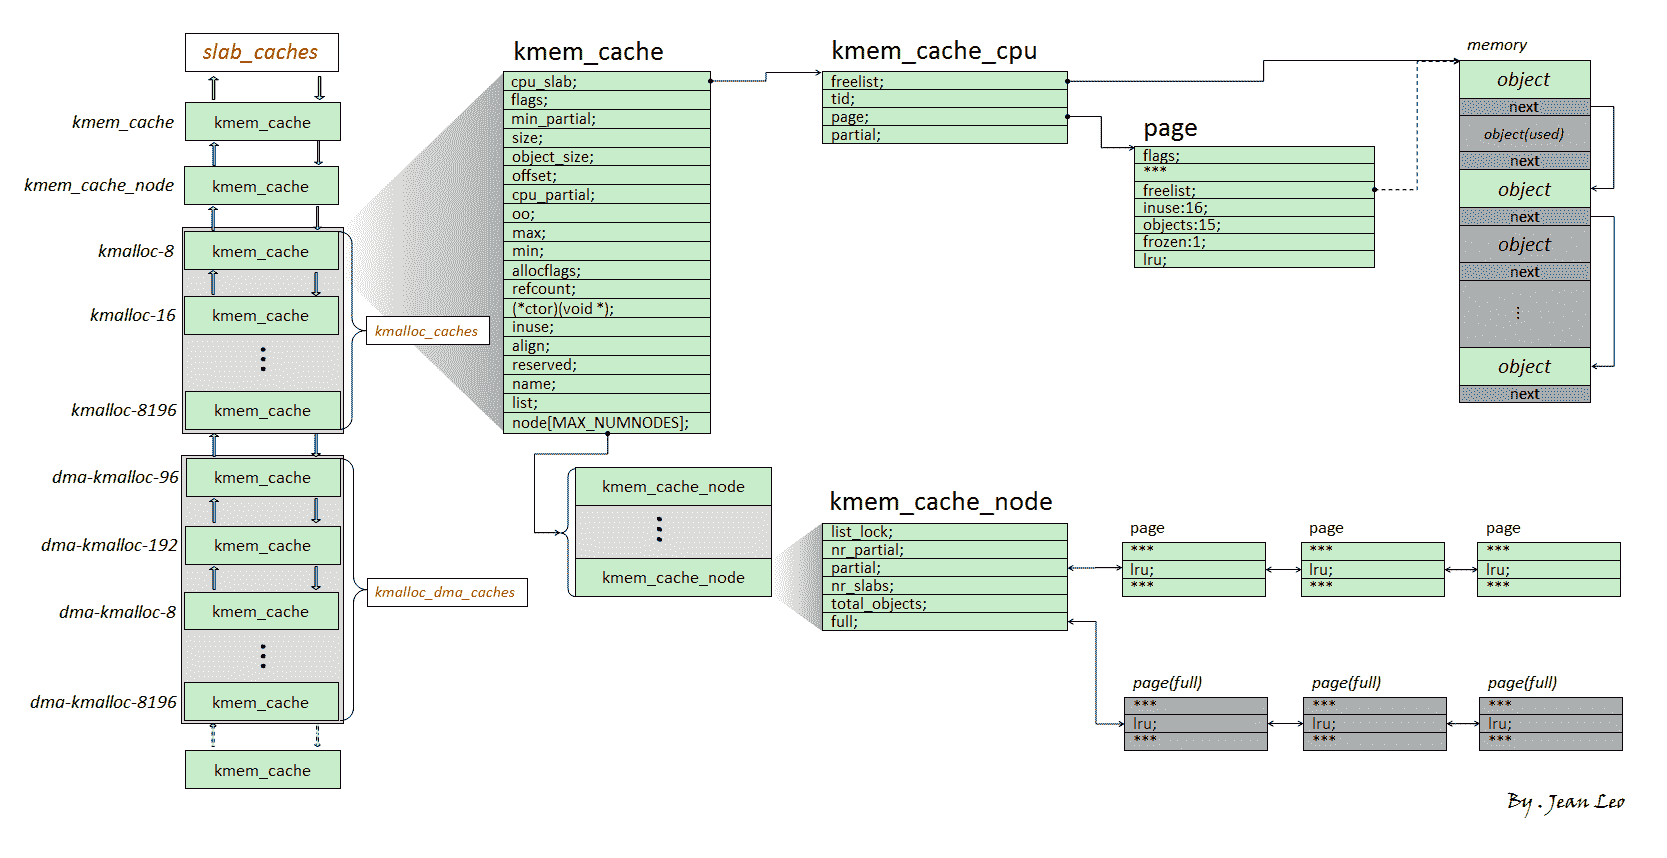 slab_caches
kmem_cache
kmem_cache
kmem_cache_node
kmem_cache
kmalloc-8
kmem_cache
kmalloc-16
kmem_cache
kmalloc_caches
kmalloc-8196
kmem_cache
dma-kmalloc-96
kmem_cache
dma-kmalloc-192
kmem_cache
kmalloc_dma_caches
dma-kmalloc-8
kmem_cache
dma-kmalloc-8196
kmem_cache
kmem_cache
kmem_cache
cpu_slab;
flags;
min_partial;
size;
object_size;
offset;
cpu_partial;
oo;
max;
min;
allocflags;
refcount;
(*ctor)(void *);
inuse;
align;
reserved;
name;
list;
node[MAX_NUMNODES];
kmem_cache_node
kmem_cache_node
kmem_cache_cpu
freelist;
tid;
page;
partial;
page
flags;
***
freelist;
inuse:16;
objects:15;
frozen:1;
lru;
memory
object
next
object(used)
next
object
next
object
next
object
next
kmem_cache_node
list_lock;
nr_partial;
partial;
nr_slabs;
total_objects;
full;
page
***
lru;
***
page
***
lru;
***
page
***
lru;
***
page(full)
***
lru;
***
page(full)
***
lru;
***
page(full)
***
lru;
***
By . Jean Leo